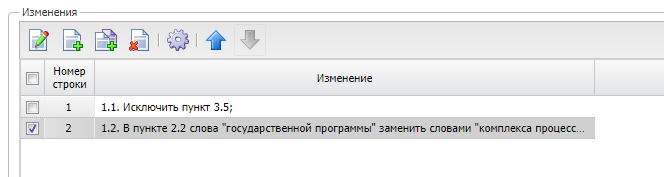 Изменения
Номер строки
Изменение
1
1.1. Исключить пункт 3.5;
2
1.2. В пункте 2.2 слова "государственной программы" заменить словами "комплекса процесс...